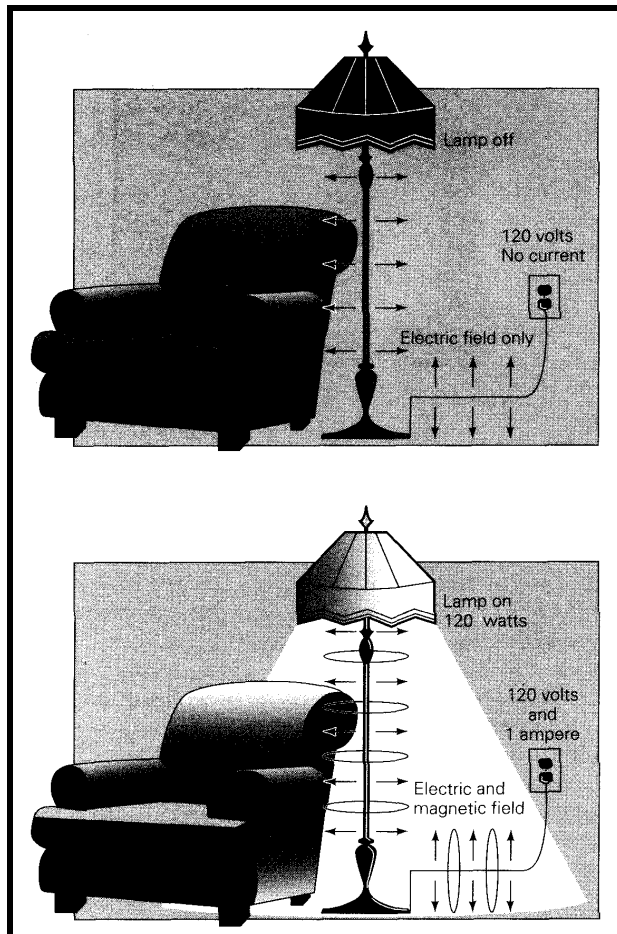 Lamp off
120 volts
No current
Electric field only
Lamp on
120 watts
120 volts
and
1 ampere
Electric and
magnetic field